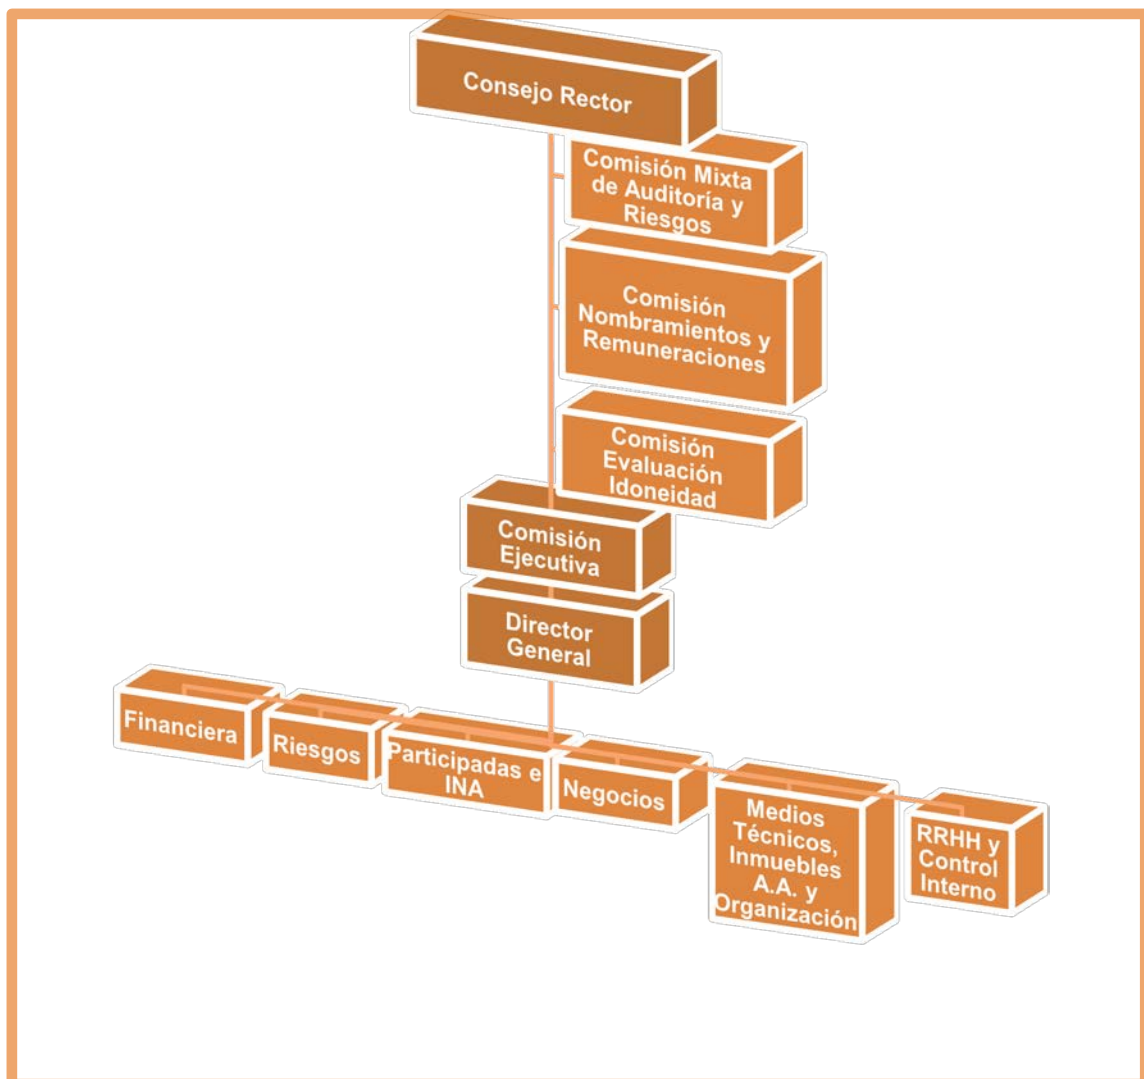 Consejo Rector
Comisión Mixta
de Auditoría y
Riesgos
Comisión
Nombramientos y
Remuneraciones
Comisión
Evaluación
Idoneidad
Comisión
Ejecutiva
Director
General
Financiera
Riesgos
Participadas e
INA
Negocios
Medios
Técnicos,
Inmuebles
A.A. y
Organización
RRHH y
Control
Interno